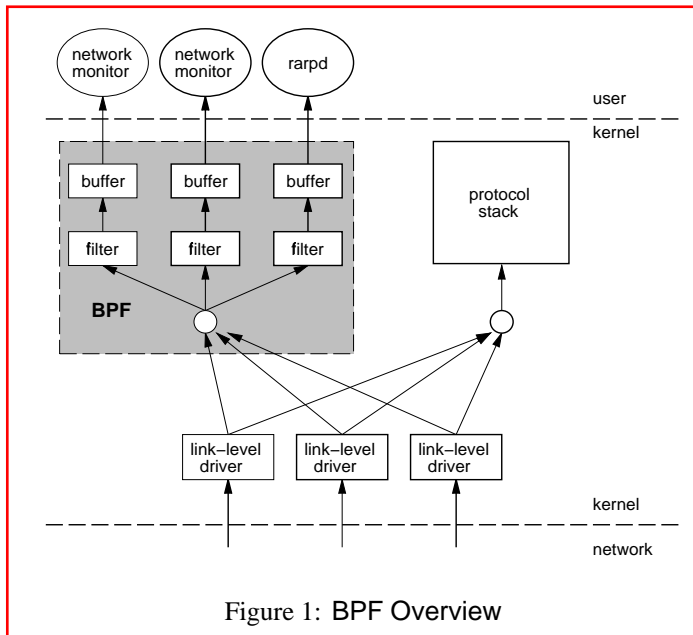 network
monitor
network
monitor
rarpd
user
kernel
buffer
buffer
buffer
protocol
stack
filter
filter
filter
BPF
link−level
driver
link−level
driver
link−level
driver
kernel
network
Figure 1: BPF Overview